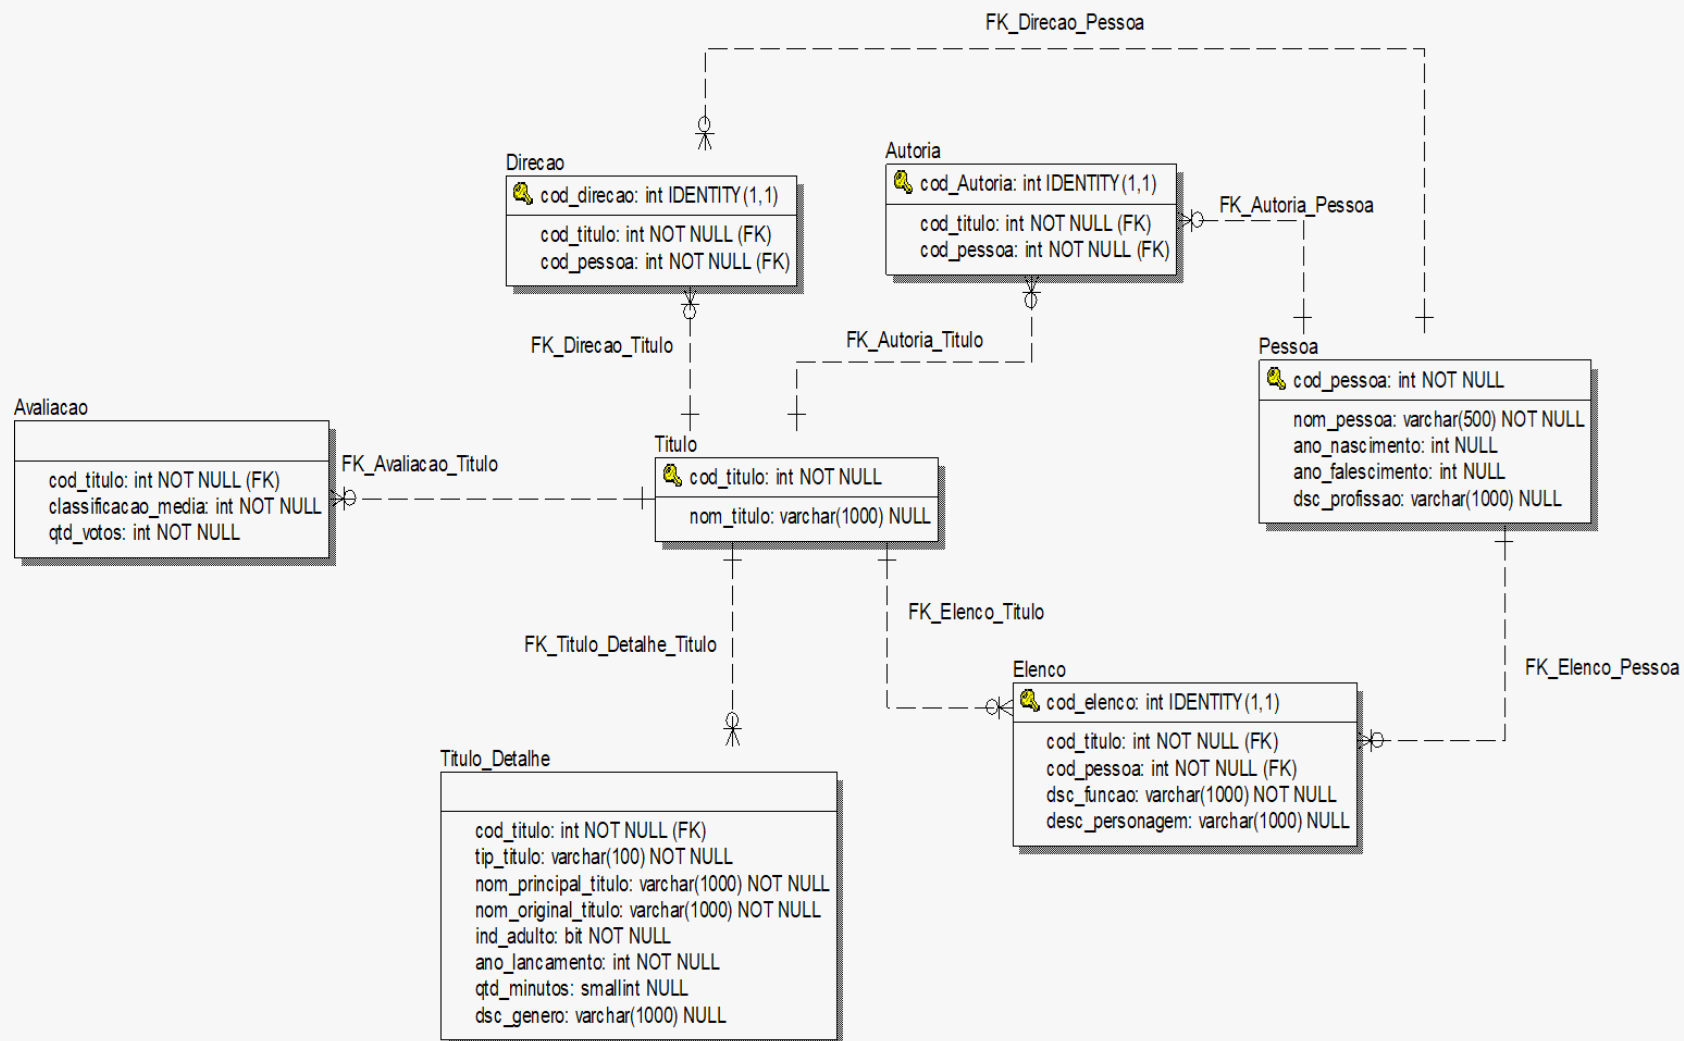 FK_Direcao_Pessoa
Direcao
cod_direcao: int IDENTITY(1,1)
cod_titulo: int NOT NULL (FK)
cod_pessoa: int NOT NULL (FK)
Autoria
cod_Autoria: int IDENTITY(1,1)
cod_titulo: int NOT NULL (FK)
cod_pessoa: int NOT NULL (FK)
FK_Autoria_Pessoa
FK_Direcao_Titulo
FK_Autoria_Titulo
Pessoa
cod_pessoa: int NOT NULL
nom_pessoa: varchar(500) NOT NULL
ano_nascimento: int NULL
ano_falescimento: int NULL
dsc_profissao: varchar(1000) NULL
Avaliacao
cod_titulo: int NOT NULL (FK)
classificacao_media: int NOT NULL
qtd_votos: int NOT NULL
FK_Avaliacao_Titulo
Titulo
cod_titulo: int NOT NULL
nom_titulo: varchar(1000) NULL
FK_Elenco_Titulo
FK_Titulo_Detalhe_Titulo
FK_Elenco_Pessoa
Elenco
cod_elenco: int IDENTITY(1,1)
cod_titulo: int NOT NULL (FK)
cod_pessoa: int NOT NULL (FK)
dsc_funcao: varchar(1000) NOT NULL
desc_personagem: varchar(1000) NULL
Titulo_Detalhe
cod_titulo: int NOT NULL (FK)
tip_titulo: varchar(100) NOT NULL
nom_principal_titulo: varchar(1000) NOT NULL
nom_original_titulo: varchar(1000) NOT NULL
ind_adulto: bit NOT NULL
ano_lancamento: int NOT NULL
qtd_minutos: smallint NULL
dsc_genero: varchar(1000) NULL